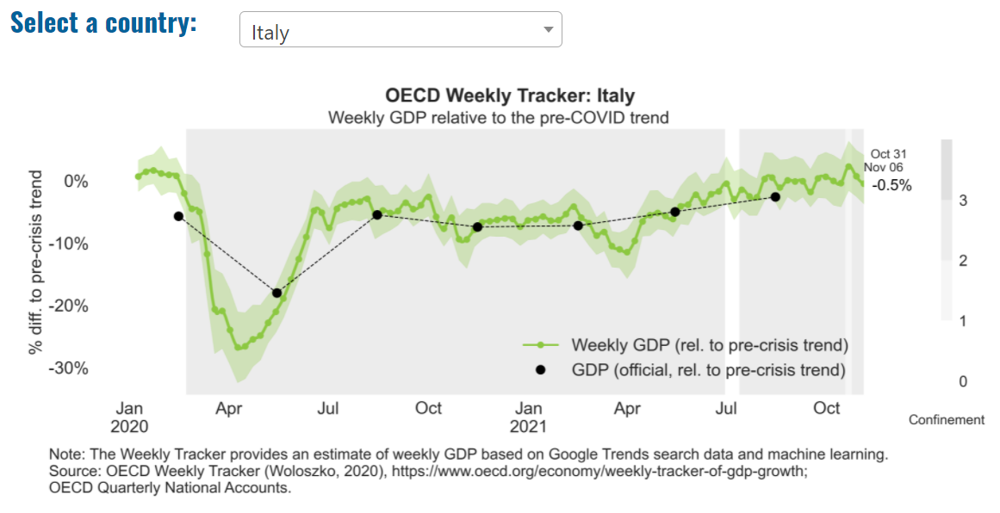 Select a country:
Italy
OECD Weekly Tracker: Italy
Weekly GDP relative to the pre-COVID trend
% diff. to pre-crisis trend
0%
-10%
-20%
-30%
Oct 31
Nov 06
-0.5%
Weekly GDP (rel. to pre-crisis trend)
GDP (official, rel. to pre-crisis trend)
3
2
1
0
Confinement
Jan Apr Jul Oct Jan Apr Jul Oct
2020 2021
Note: The Weekly Tracker provides an estimate of weekly GDP based on Google Trends search data and machine learning.
Source: OECD Weekly Tracker (Woloszko, 2020), https://www.oecd.org/economy/weekly-tracker-of-gdp-growth;
OECD Quarterly National Accounts.